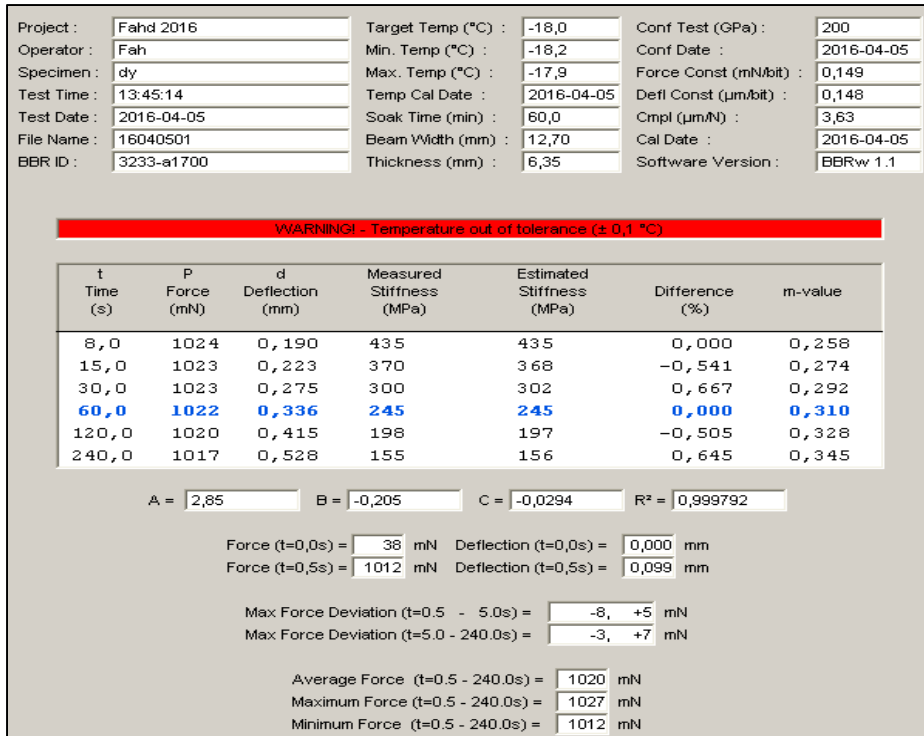 Project : Fahd 2016 Target Temp (°C) : -18,0 Conf Test (GPa) : 200
Operator : Fah Min. Temp (°C) : -18,2 Conf Date : 2016-04-05
Specimen : dy Max. Temp (°C) : -17,9 Force Const (mN/bit) : 0,149
Test Time : 13:45:14 Temp Cal Date : 2016-04-05 Defl Const (µm/bit) : 0,148
Test Date : 2016-04-05 Soak Time (min) : 60,0 Cmpl (µm/N) : 3,63
File Name : 16040501 Beam Width (mm) : 12,70 Cal Date : 2016-04-05
BBR ID : 3233-a1700 Thickness (mm) : 6,35 Software Version : BBRw 1.1
WARNING! - Temperature out of tolerance (± 0,1 °C)
t P d Measured Estimated
Time Force Deflection Stiffness Stiffness Difference m-value
(s) (mN) (mm) (MPa) (MPa) (%)
8,0 1024 0,190 435 435 0,000 0,258
15,0 1023 0,223 370 368 -0,541 0,274
30,0 1023 0,275 300 302 0,667 0,292
60,0 1022 0,336 245 245 0,000 0,310
120,0 1020 0,415 198 197 -0,505 0,328
240,0 1017 0,528 155 156 0,645 0,345
A = 2,85 B = -0,205 C = -0,0294 R² = 0,999792
Force (t=0,0s) = 38 mN Deflection (t=0,0s) = 0,000 mm
Force (t=0,5s) = 1012 mN Deflection (t=0,5s) = 0,099 mm
Max Force Deviation (t=0.5 - 5.0s) = -8, +5 mN
Max Force Deviation (t=5.0 - 240.0s) = -3, +7 mN
Average Force (t=0.5 - 240.0s) = 1020 mN
Maximum Force (t=0.5 - 240.0s) = 1027 mN
Minimum Force (t=0.5 - 240.0s) = 1012 mN